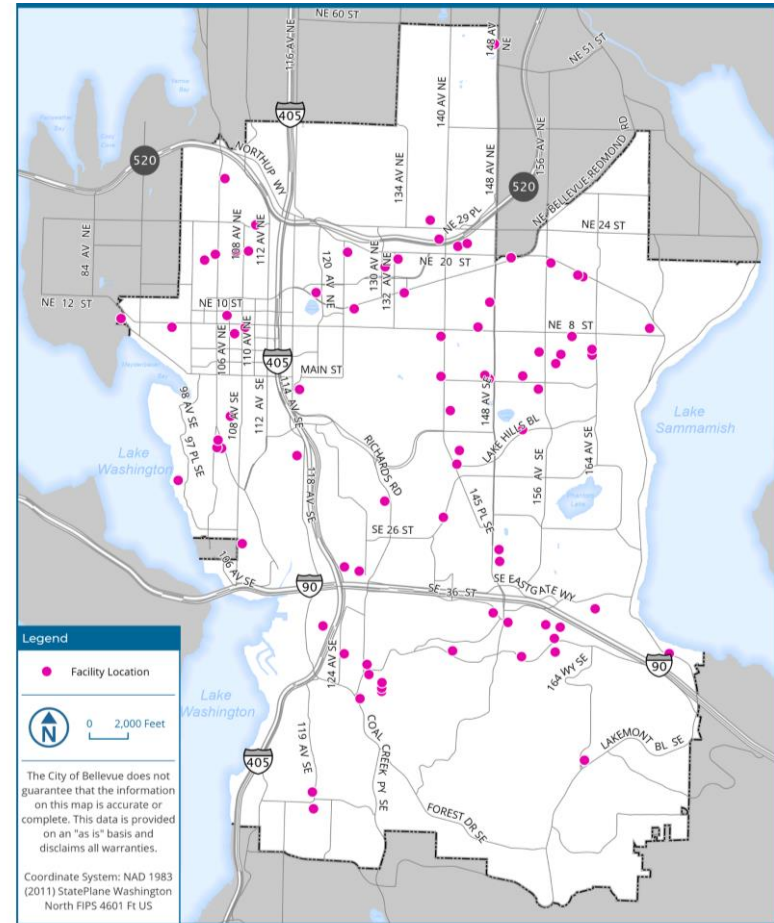 NE 60 ST
116 AV NE
148 AV
NE
NE 51 ST
405
140 AV NE
156 AV NE
NE BELLEVUE-REDMOND RD
520
NORTHUP WY
134 AV NE
148 AV NE
520
NE 29 PL
NE 24 ST
84 AV NE
108 AV NE
112 AV NE
120 AV NE
130 AV NE
132 AV NE
NE 20 ST
NE 12 ST
NE 10 ST
106 AV NE
110 AV NE
NE 8 ST
405
MAIN ST
114 AV SE
98 AV SE
97 PL SE
108 AV SE
112 AV SE
148 AV SE
LAKE HILLS BL
164 AV SE
156 AV SE
Lake
Sammamish
Lake
Washington
118 AV SE
RICHARDS RD
145 PL SE
Phantom
Lake
SE 26 ST
106 AV SE
90
SE 36 ST
SE EASTGATE WY
90
164 WY SE
124 AV SE
Lake
Washington
405
119 AV SE
COAL CREEK PY SE
FOREST DR SE
LAKEMONT BL SE
Legend
Facility Location
N
0 2,000 Feet
The City of Bellevue does not
guarantee that the information
on this map is accurate or
complete. This data is provided
on an "as is" basis and
disclaims all warranties.
Coordinate System: NAD 1983
(2011) StatePlane Washington
North FIPS 4601 Ft US